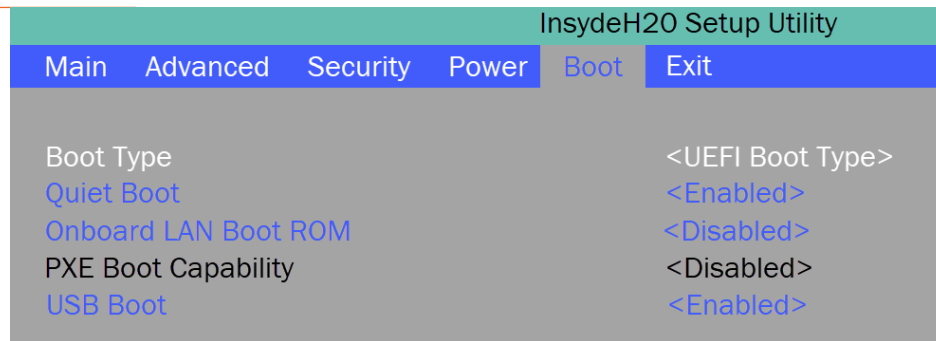 InsydeH20 Setup Utility
Main Advanced Security Power Boot Exit
Boot Type <UEFI Boot Type>
Quiet Boot <Enabled>
Onboard LAN Boot ROM <Disabled>
PXE Boot Capability <Disabled>
USB Boot <Enabled>